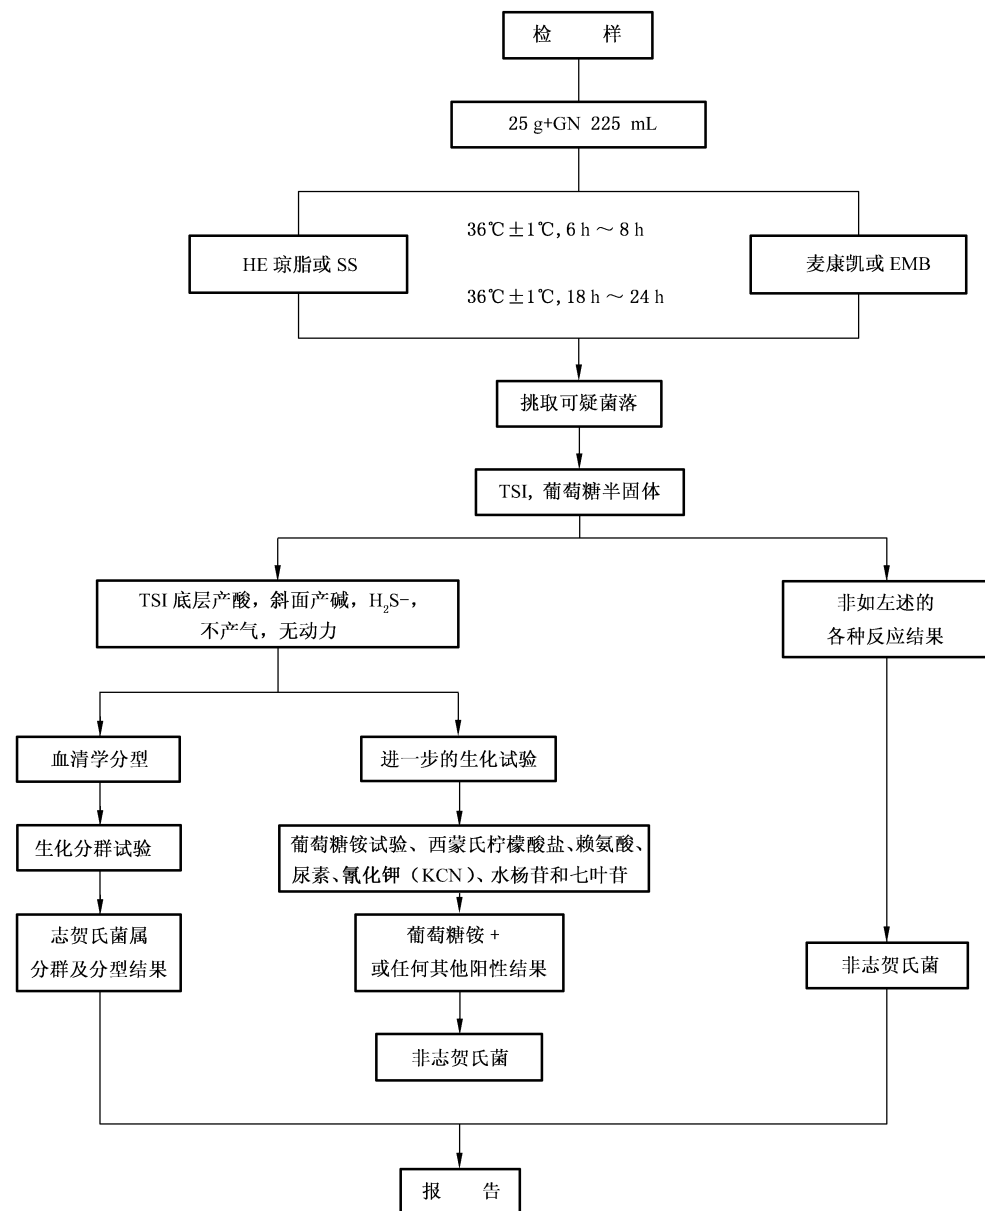 检 样
25 g+GN 225 mL
36℃±1℃, 6 h～8 h
HE 琼脂或 SS
麦康凯或 EMB
36℃±1℃, 18 h～24 h
挑取可疑菌落
TSI, 葡萄糖半固体
TSI 底层产酸，斜面产碱，H₂S-，
不产气，无动力
非如左述的
各种反应结果
血清学分型
进一步的生化试验
生化分群试验
葡萄糖铵试验、西蒙氏柠檬酸盐、赖氨酸、
尿素、氰化钾（KCN）、水杨苷和七叶苷
志贺氏菌属
分群及分型结果
葡萄糖铵 +
或任何其他阳性结果
非志贺氏菌
非志贺氏菌
报 告